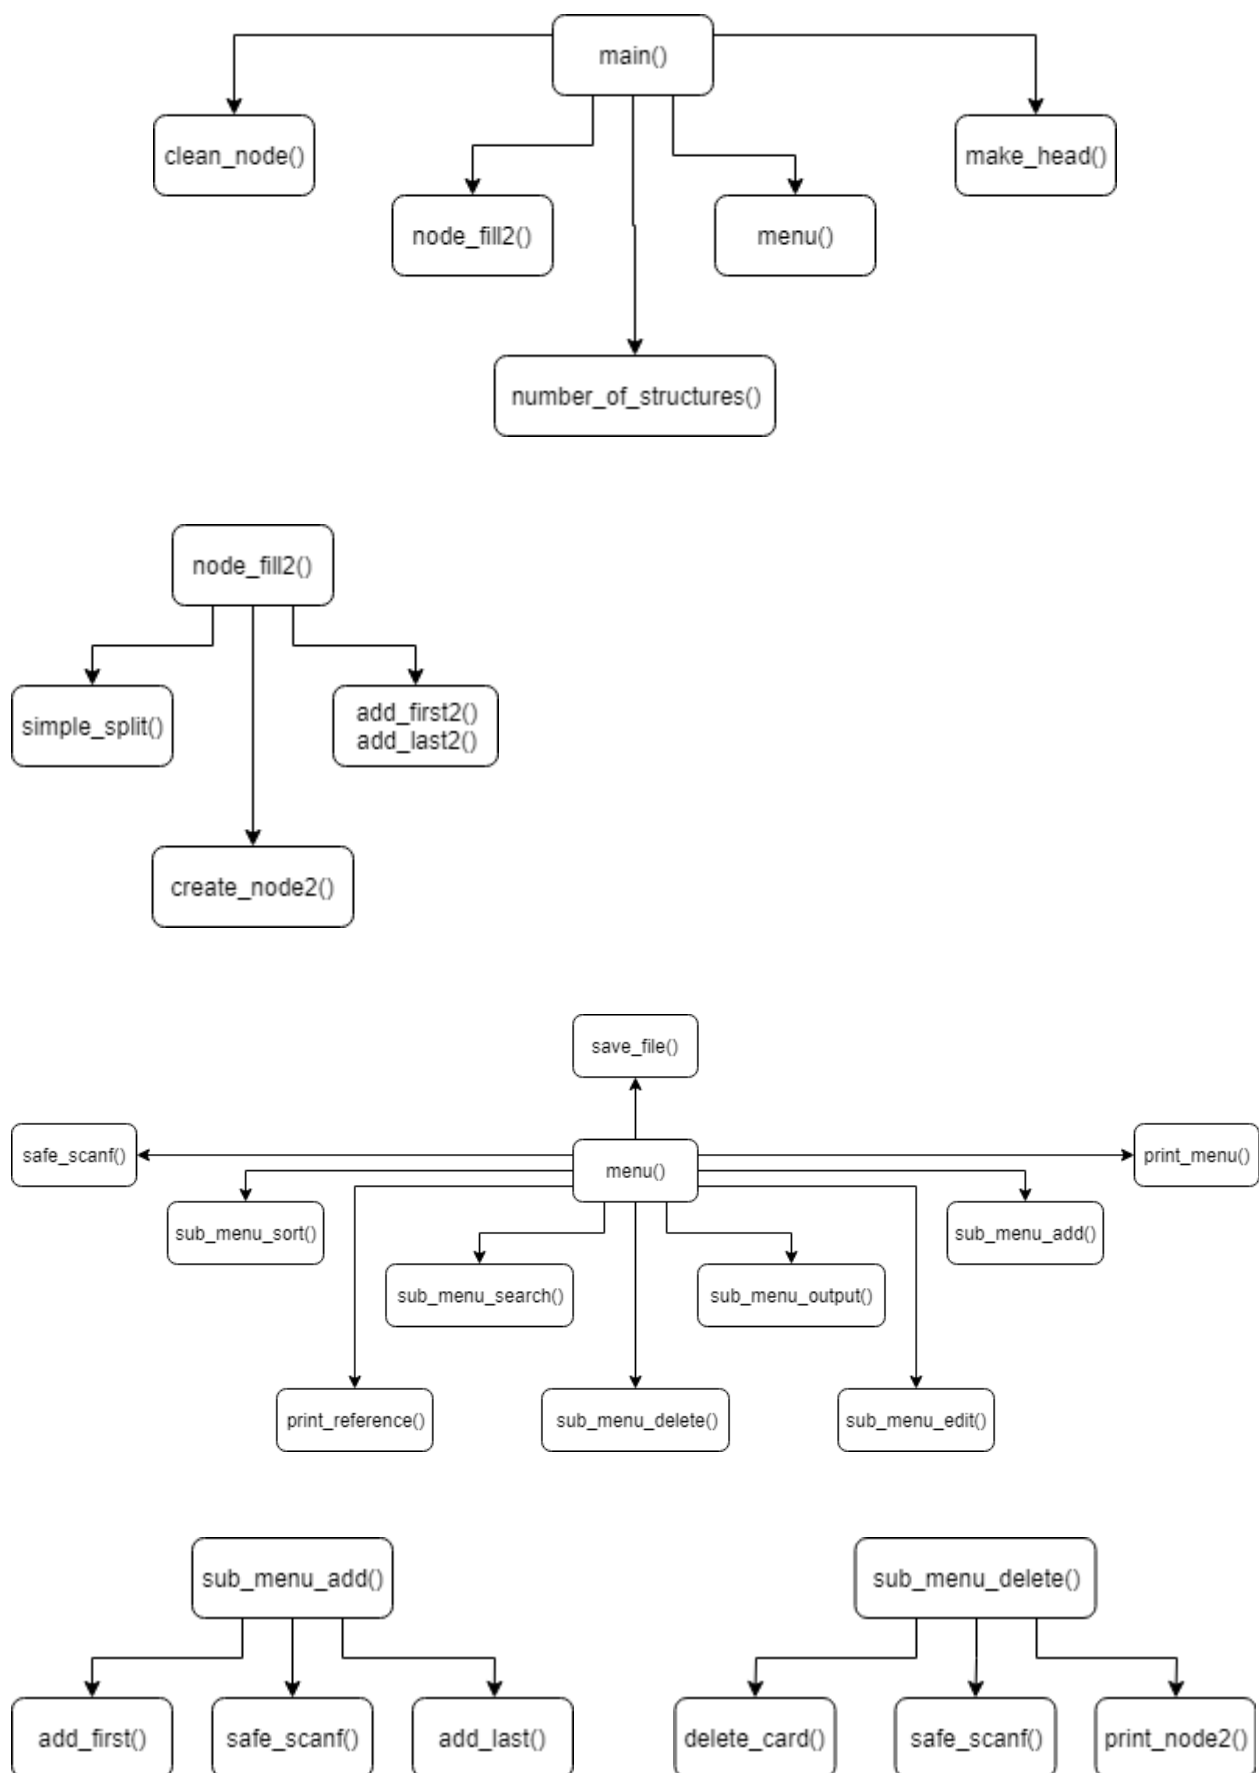 main()
clean_node()
make_head()
node_fill2()
menu()
number_of_structures()
node_fill2()
simple_split()
add_first2()
add_last2()
create_node2()
save_file()
safe_scanf()
menu()
print_menu()
sub_menu_sort()
sub_menu_add()
sub_menu_search()
sub_menu_output()
print_reference()
sub_menu_delete()
sub_menu_edit()
sub_menu_add()
sub_menu_delete()
add_first()
safe_scanf()
add_last()
delete_card()
safe_scanf()
print_node2()